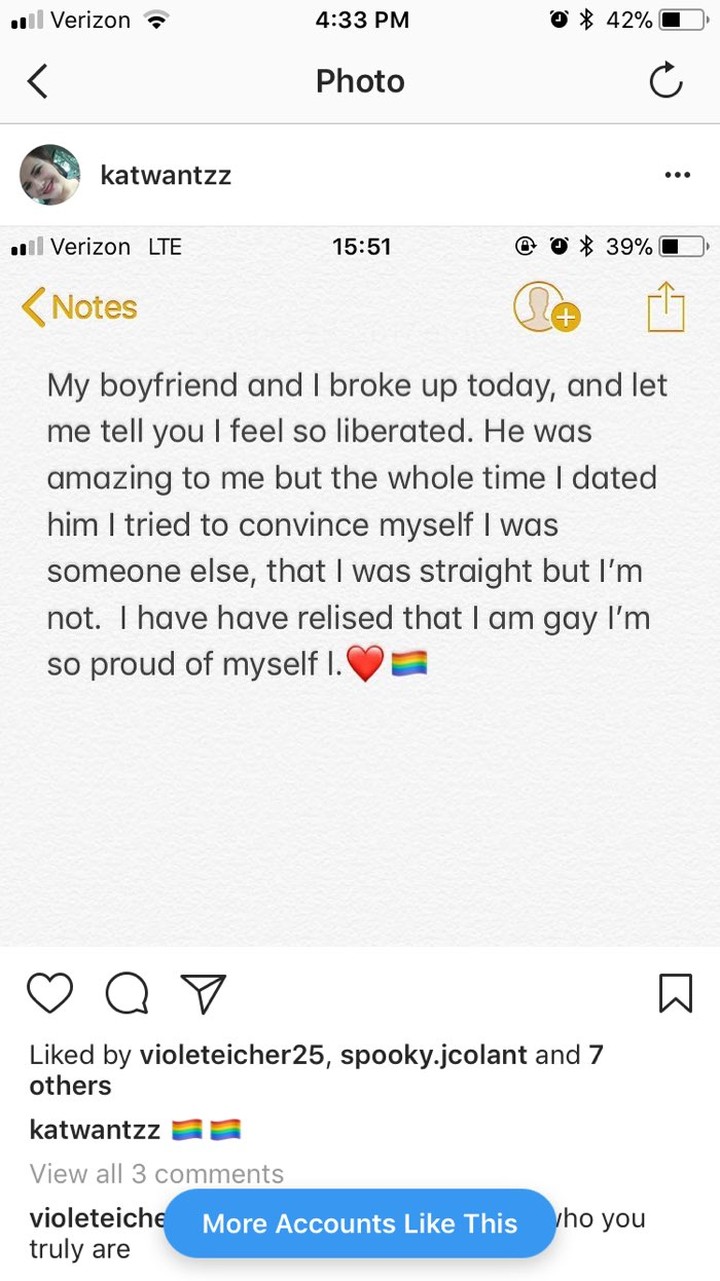 Verizon 4:33 PM 42%
Photo
katwantzz
Verizon LTE 15:51 39%
Notes
My boyfriend and I broke up today, and let
me tell you I feel so liberated. He was
amazing to me but the whole time I dated
him I tried to convince myself I was
someone else, that I was straight but I'm
not.  I have have relised that I am gay I'm
so proud of myself I.❤️🏳️‍🌈
Liked by violeteicher25, spooky.jcolant and 7
others
katwantzz 🏳️‍🌈🏳️‍🌈
View all 3 comments
More Accounts Like This
you
truly are